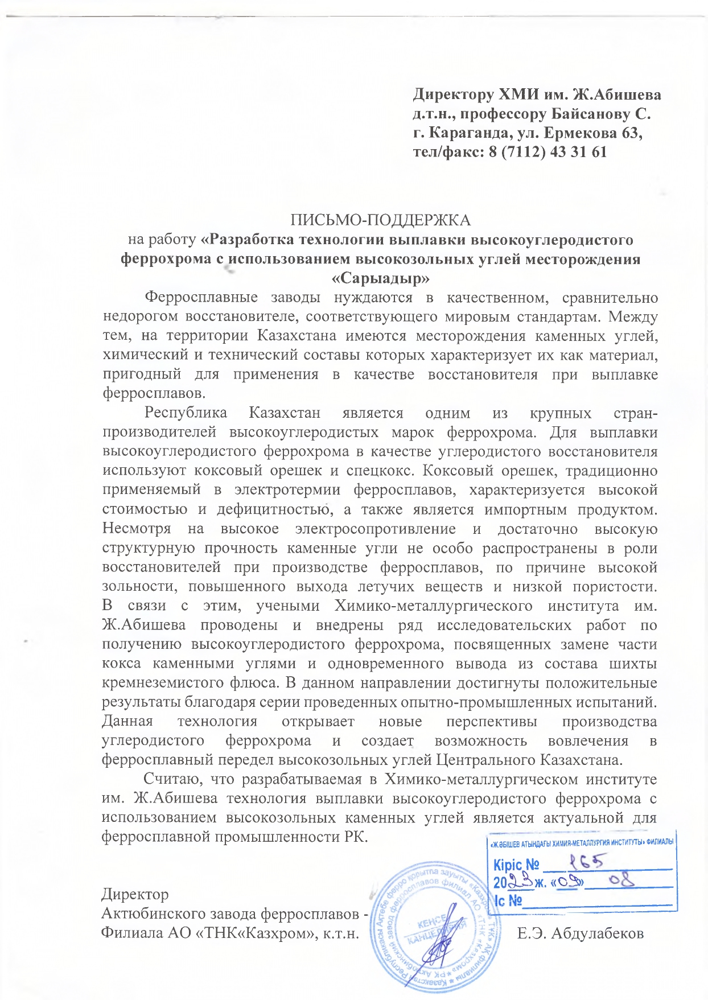 Директору ХМИ им. Ж.Абишева
д.т.н., профессору Байсанову С.
г. Караганда, ул. Ермекова 63,
тел/факс: 8 (7112) 43 31 61
ПИСЬМО-ПОДДЕРЖКА
на работу «Разработка технологии выплавки высокоуглеродистого
феррохрома с использованием высокозольных углей месторождения
«Сарыадыр»
Ферросплавные заводы нуждаются в качественном, сравнительно
недорогом восстановителе, соответствующего мировым стандартам. Между
тем, на территории Казахстана имеются месторождения каменных углей,
химический и технический составы которых характеризует их как материал,
пригодный для применения в качестве восстановителя при выплавке
ферросплавов.
Республика Казахстан является одним из крупных стран-
производителей высокоуглеродистых марок феррохрома. Для выплавки
высокоуглеродистого феррохрома в качестве углеродистого восстановителя
используют коксовый орешек и спецкокс. Коксовый орешек, традиционно
применяемый в электротермии ферросплавов, характеризуется высокой
стоимостью и дефицитностью, а также является импортным продуктом.
Несмотря на высокое электросопротивление и достаточно высокую
структурную прочность каменные угли не особо распространены в роли
восстановителей при производстве ферросплавов, по причине высокой
зольности, повышенного выхода летучих веществ и низкой пористости.
В связи с этим, учеными Химико-металлургического института им.
Ж.Абишева проводены и внедрены ряд исследовательских работ по
получению высокоуглеродистого феррохрома, посвященных замене части
кокса каменными углями и одновременного вывода из состава шихты
кремнеземистого флюса. В данном направлении достигнуты положительные
результаты благодаря серии проведенных опытно-промышленных испытаний.
Данная технология открывает новые перспективы производства
углеродистого феррохрома и создает возможность вовлечения в
ферросплавный передел высокозольных углей Центрального Казахстана.
Считаю, что разрабатываемая в Химико-металлургическом институте
им. Ж.Абишева технология выплавки высокоуглеродистого феррохрома с
использованием высокозольных каменных углей является актуальной для
ферросплавной промышленности РК.
«Ж.ӘБІШЕВ АТЫНДАҒЫ ХИМИЯ-МЕТАЛЛУРГИЯ ИНСТИТУТЫ» ФИЛИАЛЫ
Кіріс № 165
2023 ж. «09» 08
Іс №
Директор
Актюбинского завода ферросплавов -
Филиала АО «ТНК«Казхром», к.т.н. Е.Э. Абдулабеков
КЕҢСЕ
КАНЦЕЛЯРИЯ